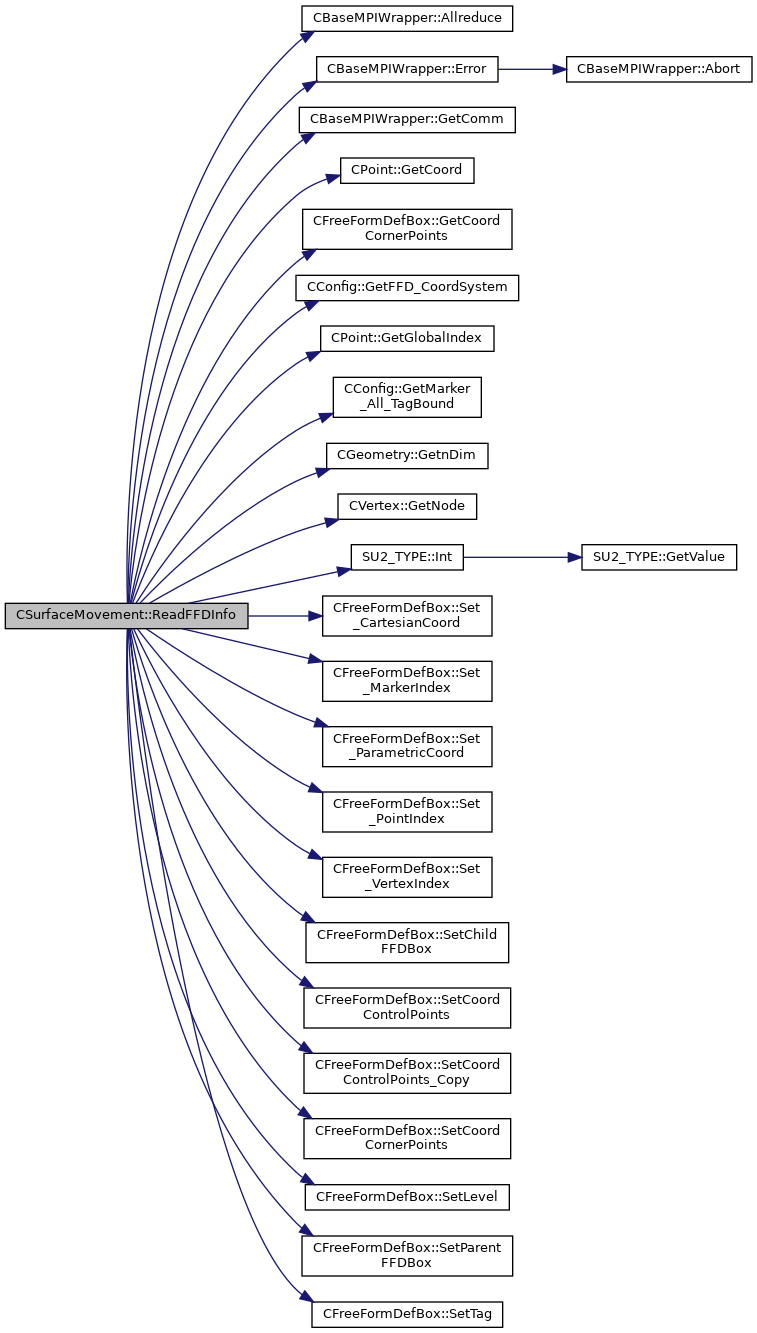 CBaseMPIWrapper::Allreduce
CBaseMPIWrapper::Error
CBaseMPIWrapper::Abort
CBaseMPIWrapper::GetComm
CPoint::GetCoord
CFreeFormDefBox::GetCoord
CornerPoints
CConfig::GetFFD_CoordSystem
CPoint::GetGlobalIndex
CConfig::GetMarker
_All_TagBound
CGeometry::GetnDim
CVertex::GetNode
SU2_TYPE::Int
SU2_TYPE::GetValue
CSurfaceMovement::ReadFFDInfo
CFreeFormDefBox::Set
_CartesianCoord
CFreeFormDefBox::Set
_MarkerIndex
CFreeFormDefBox::Set
_ParametricCoord
CFreeFormDefBox::Set
_PointIndex
CFreeFormDefBox::Set
_VertexIndex
CFreeFormDefBox::SetChild
FFDBox
CFreeFormDefBox::SetCoord
ControlPoints
CFreeFormDefBox::SetCoord
ControlPoints_Copy
CFreeFormDefBox::SetCoord
CornerPoints
CFreeFormDefBox::SetLevel
CFreeFormDefBox::SetParent
FFDBox
CFreeFormDefBox::SetTag